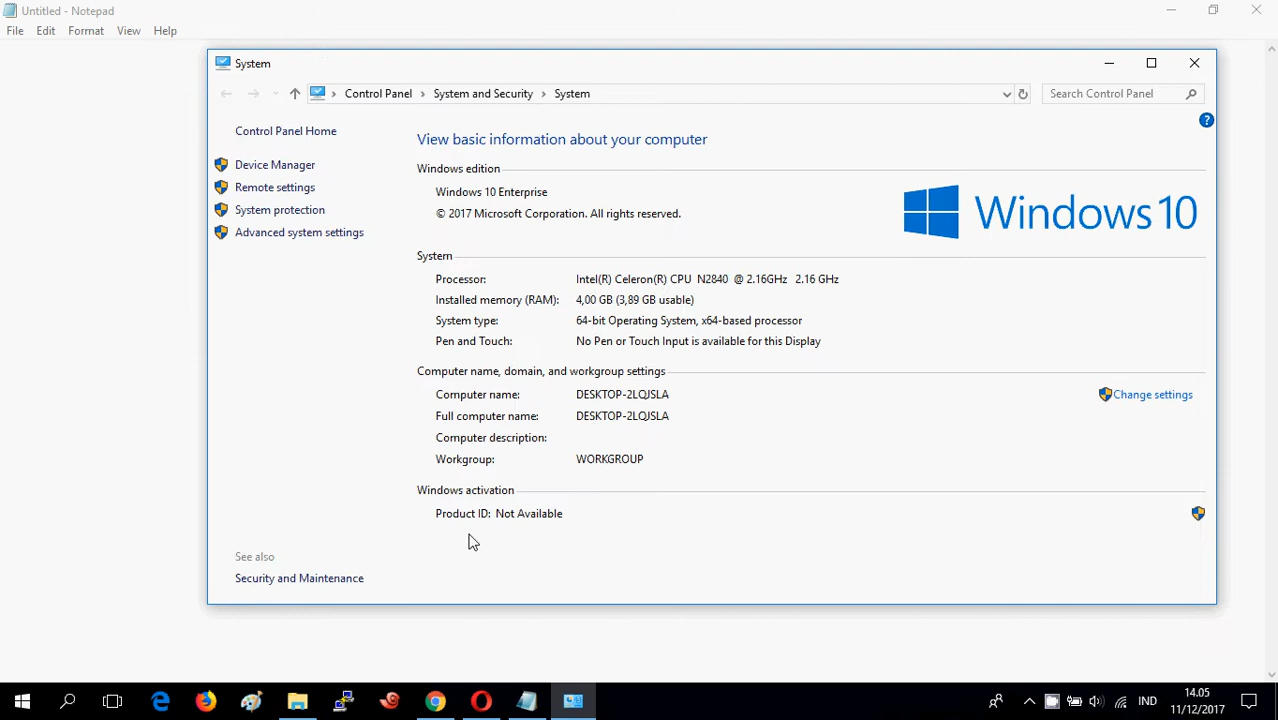 Untitled - Notepad
File Edit Format View Help
System
Control Panel System and Security System
Search Control Panel
Control Panel Home
Device Manager
Remote settings
System protection
Advanced system settings
See also
Security and Maintenance
View basic information about your computer
Windows edition
Windows 10 Enterprise
© 2017 Microsoft Corporation. All rights reserved.
Windows 10
System
Processor: Intel(R) Celeron(R) CPU N2840 @ 2.16GHz 2.16 GHz
Installed memory (RAM): 4,00 GB (3,89 GB usable)
System type: 64-bit Operating System, x64-based processor
Pen and Touch: No Pen or Touch Input is available for this Display
Computer name, domain, and workgroup settings
Computer name: DESKTOP-2LQJSLA
Change settings
Full computer name: DESKTOP-2LQJSLA
Computer description:
Workgroup: WORKGROUP
Windows activation
Product ID: Not Available
IND
14.05
11/12/2017